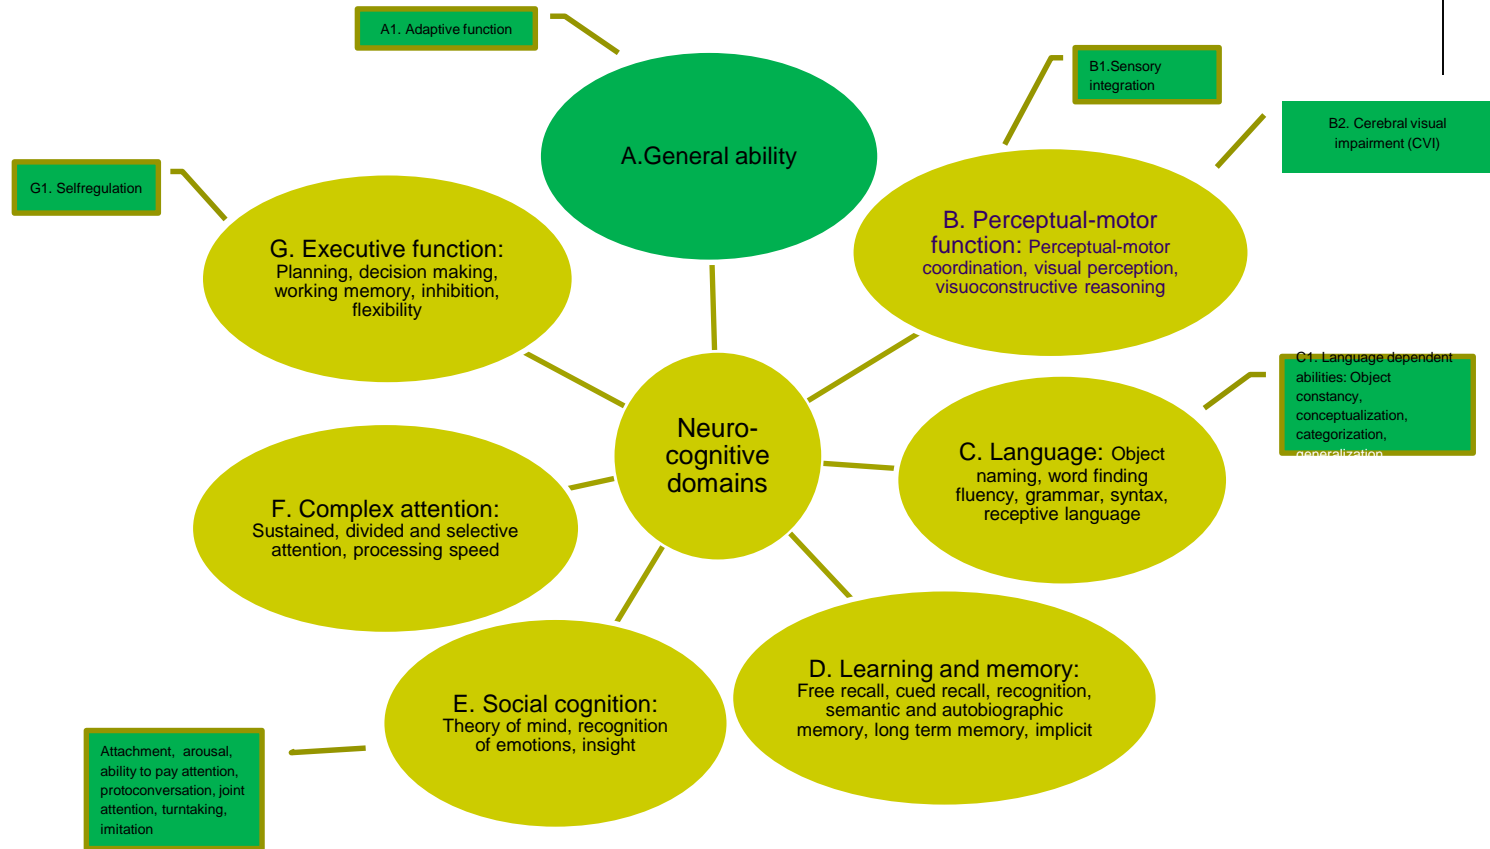 A1. Adaptive function
A.General ability
B1.Sensory
integration
B2. Cerebral visual
impairment (CVI)
B. Perceptual-motor
function: Perceptual-motor
coordination, visual perception,
visuoconstructive reasoning
C1. Language dependent
abilities: Object
constancy,
conceptualization,
categorization,
generalization
C. Language: Object
naming, word finding
fluency, grammar, syntax,
receptive language
D. Learning and memory:
Free recall, cued recall, recognition,
semantic and autobiographic
memory, long term memory, implicit
E. Social cognition:
Theory of mind, recognition
of emotions, insight
Attachment, arousal,
ability to pay attention,
protoconversation, joint
attention, turntaking,
imitation
F. Complex attention:
Sustained, divided and selective
attention, processing speed
G. Executive function:
Planning, decision making,
working memory, inhibition,
flexibility
G1. Selfregulation
Neuro-
cognitive
domains